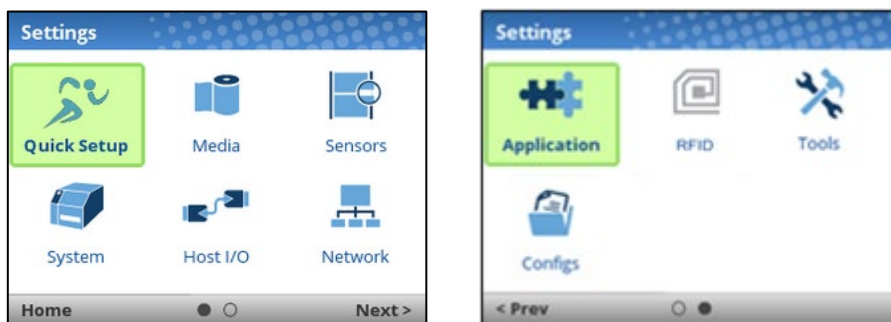 Settings
Quick Setup
Media
Sensors
System
Host I/O
Network
Home
Next >
Settings
Application
RFID
Tools
Configs
< Prev